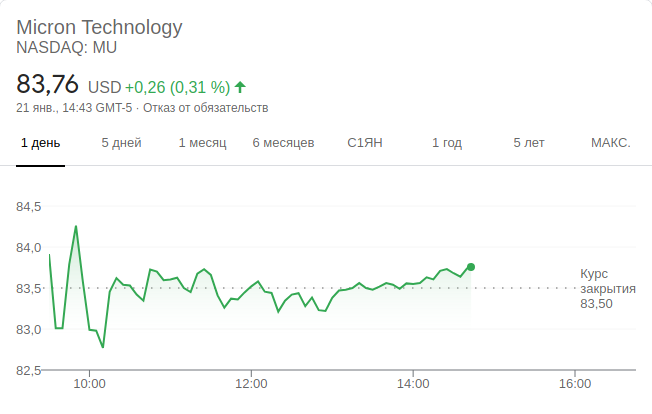 Micron Technology
NASDAQ: MU
83,76 USD +0,26 (0,31 %)
21 янв., 14:43 GMT-5 · Отказ от обязательств
1 день 5 дней 1 месяц 6 месяцев С1ЯН 1 год 5 лет МАКС.
84,5
84,0
83,5
83,0
82,5
Курс
закрытия
83,50
10:00 12:00 14:00 16:00